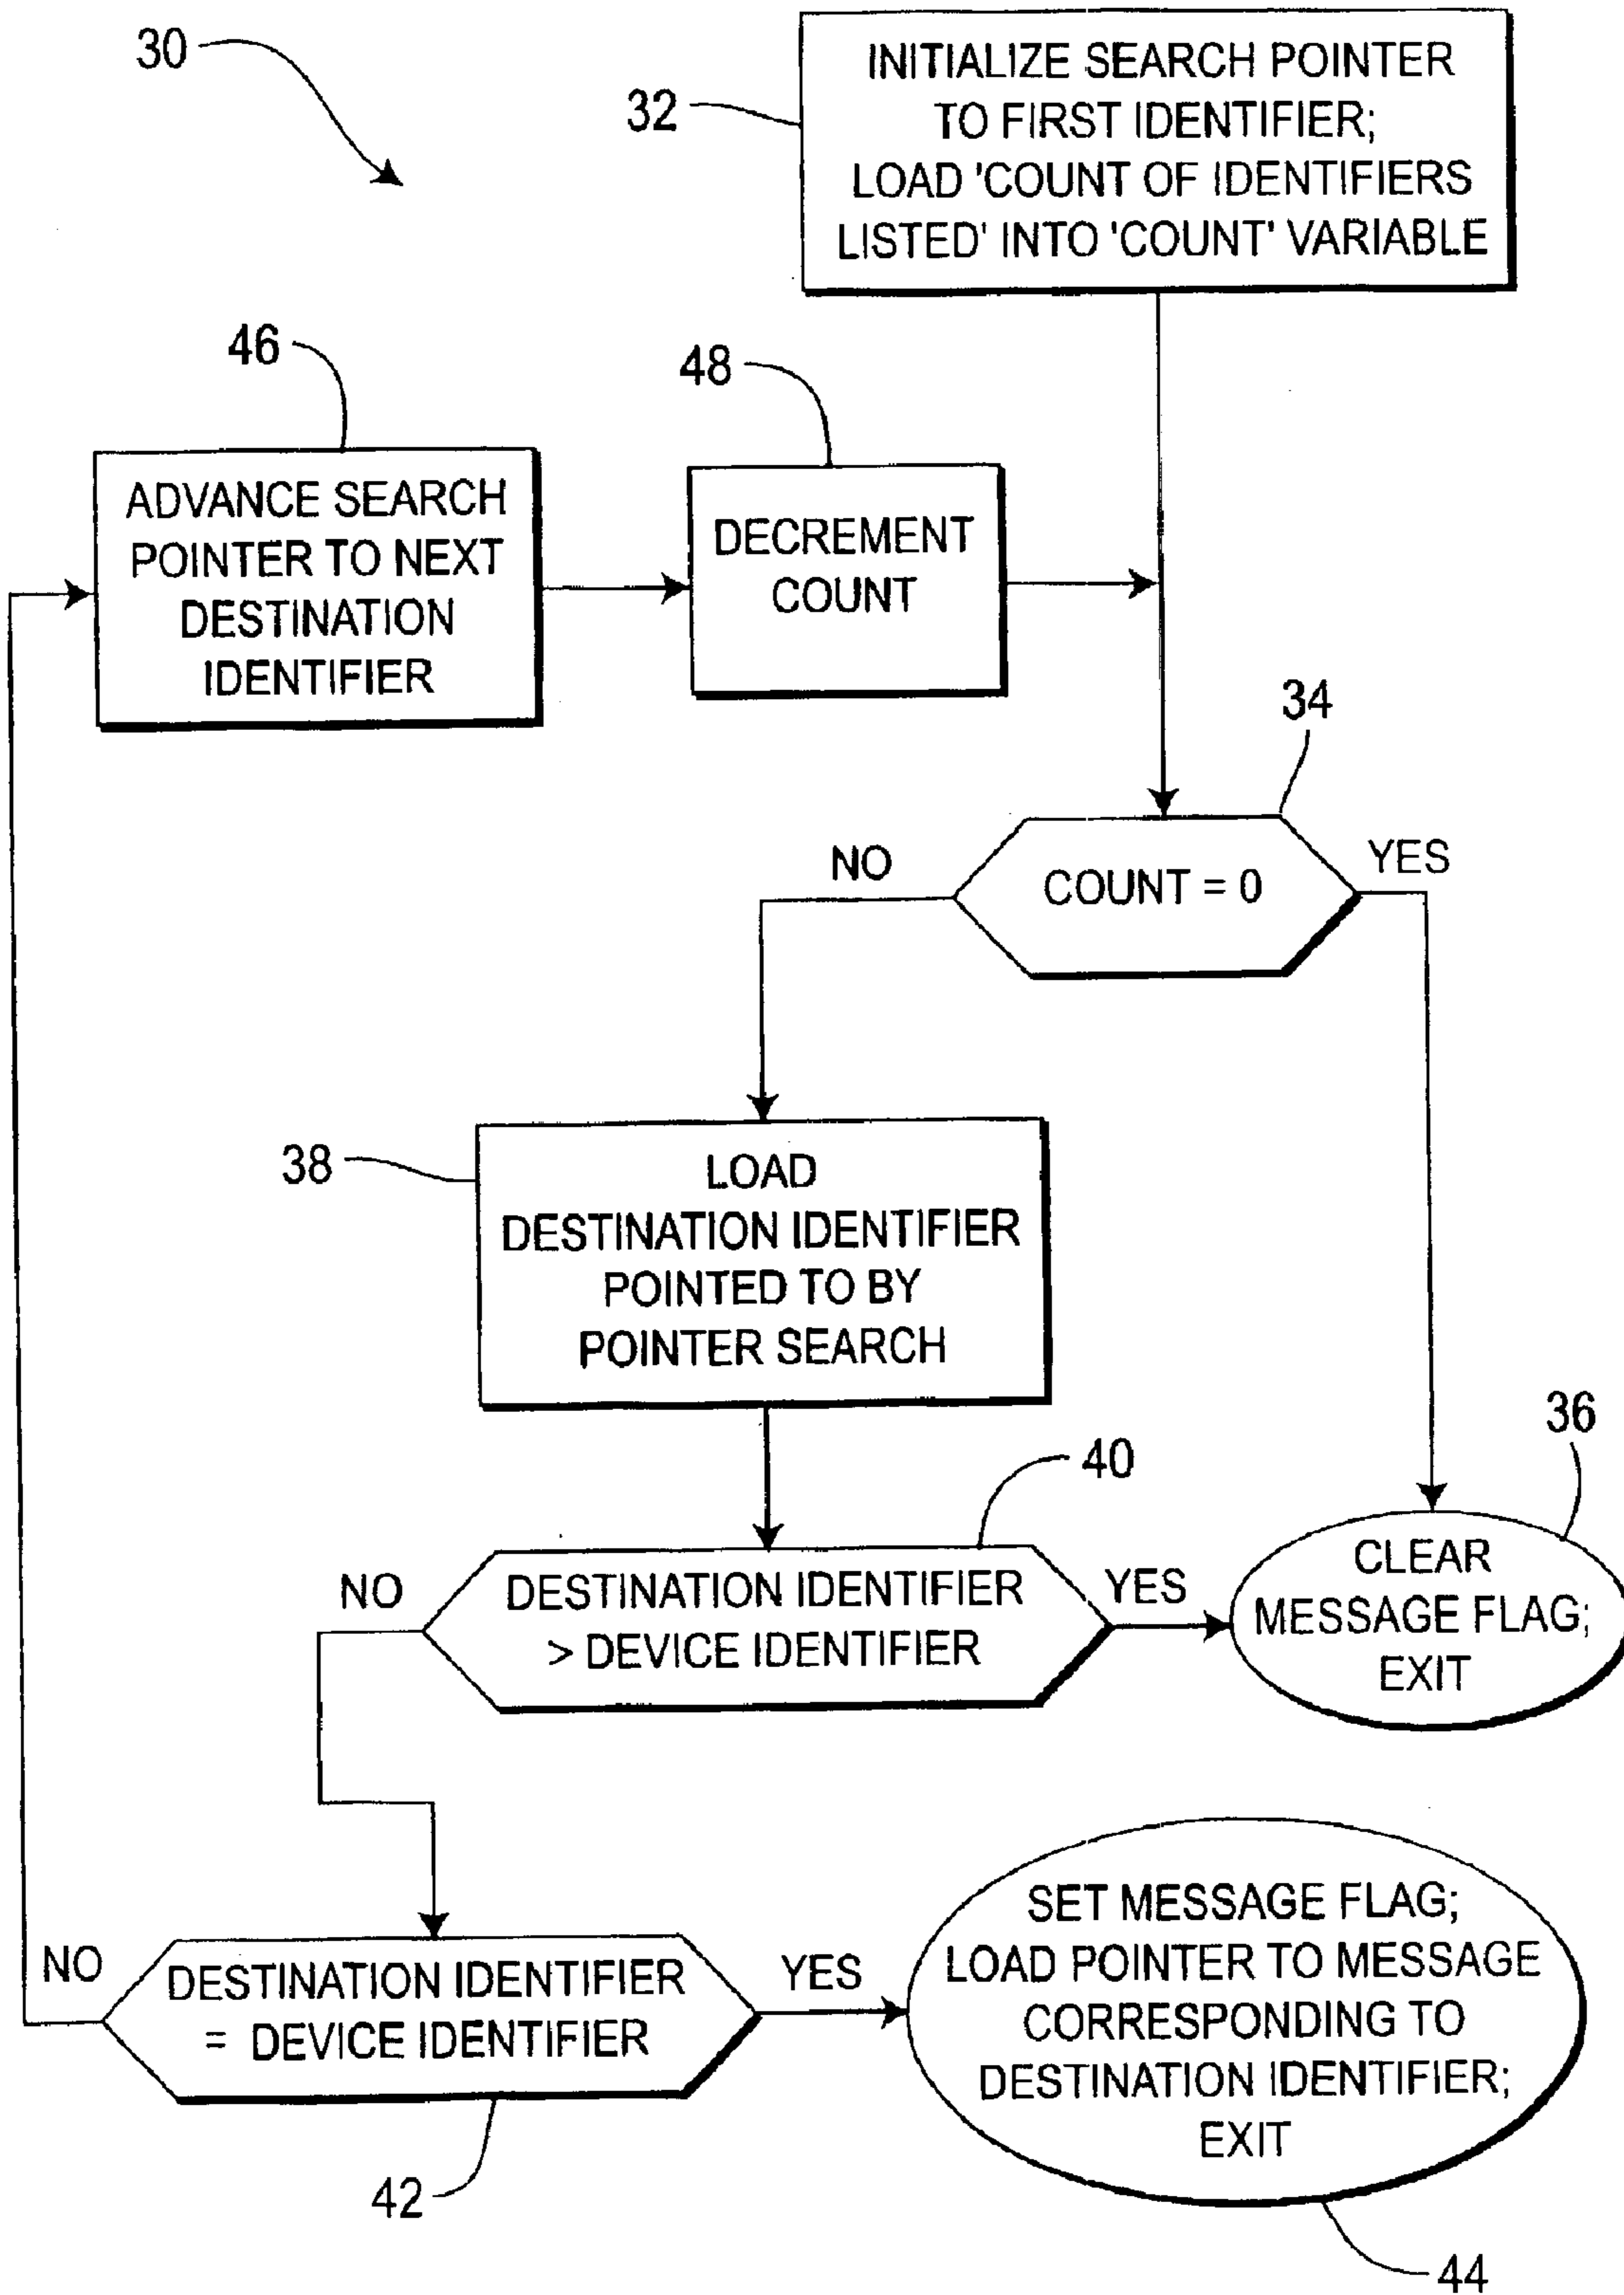 30
32
INITIALIZE SEARCH POINTER
TO FIRST IDENTIFIER;
LOAD 'COUNT OF IDENTIFIERS
LISTED' INTO 'COUNT' VARIABLE
46
ADVANCE SEARCH
POINTER TO NEXT
DESTINATION
IDENTIFIER
48
DECREMENT
COUNT
34
NO
COUNT = 0
YES
38
LOAD
DESTINATION IDENTIFIER
POINTED TO BY
POINTER SEARCH
40
NO
DESTINATION IDENTIFIER
> DEVICE IDENTIFIER
YES
36
CLEAR
MESSAGE FLAG;
EXIT
NO
DESTINATION IDENTIFIER
= DEVICE IDENTIFIER
YES
42
SET MESSAGE FLAG;
LOAD POINTER TO MESSAGE
CORRESPONDING TO
DESTINATION IDENTIFIER;
EXIT
44